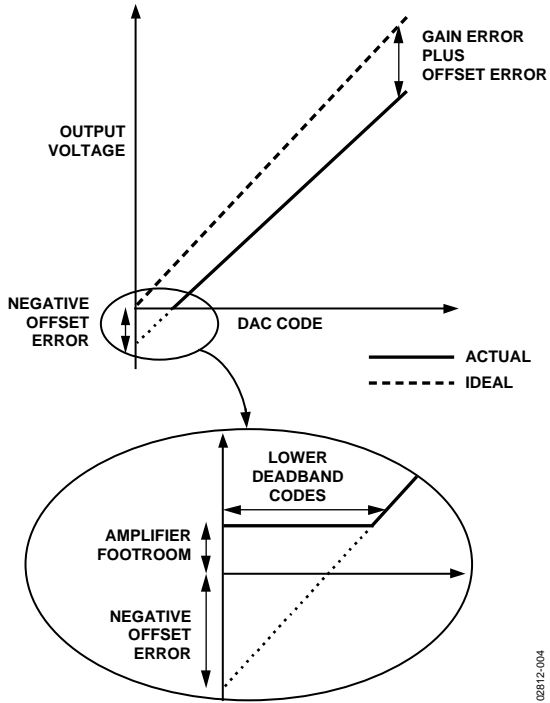 GAIN ERROR
PLUS
OFFSET ERROR
OUTPUT
VOLTAGE
NEGATIVE
OFFSET
ERROR
DAC CODE
ACTUAL
IDEAL
LOWER
DEADBAND
CODES
AMPLIFIER
FOOTROOM
NEGATIVE
OFFSET
ERROR
02812-004